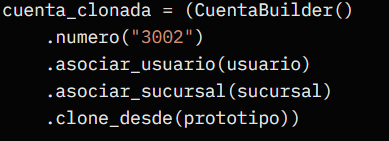 cuenta_clonada = (CuentaBuilder()
    .numero("3002")
    .asociar_usuario(usuario)
    .asociar_sucursal(sucursal)
    .clone_desde(prototipo))